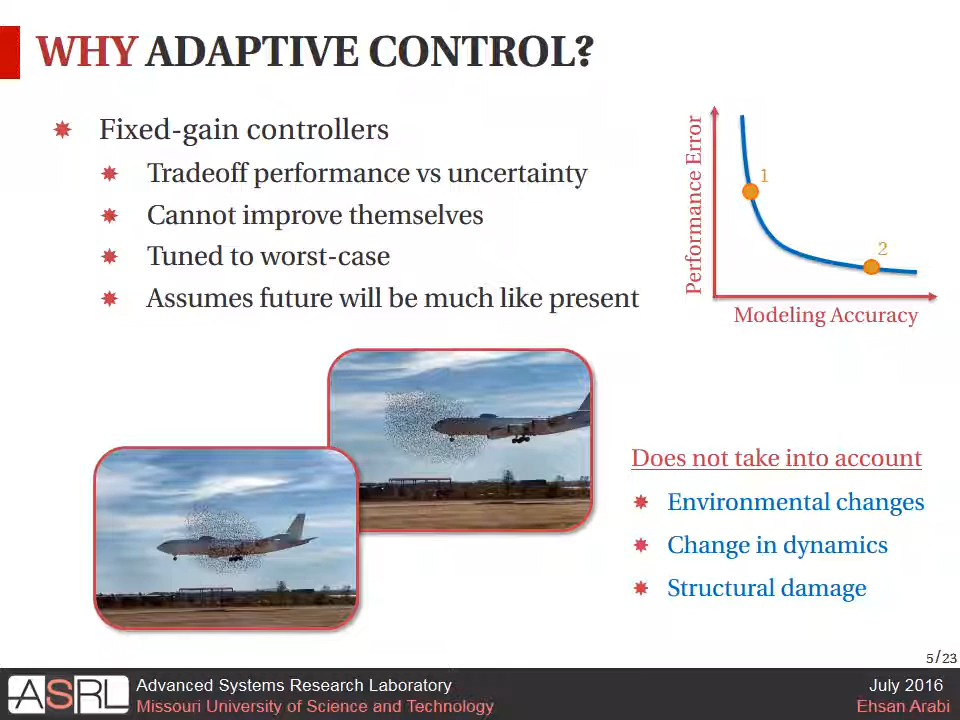 WHY ADAPTIVE CONTROL?
Fixed-gain controllers
Tradeoff performance vs uncertainty
Cannot improve themselves
Tuned to worst-case
Assumes future will be much like present
Performance Error
1
2
Modeling Accuracy
Does not take into account
Environmental changes
Change in dynamics
Structural damage
5/23
ASRL
Advanced Systems Research Laboratory
Missouri University of Science and Technology
July 2016
Ehsan Arabi